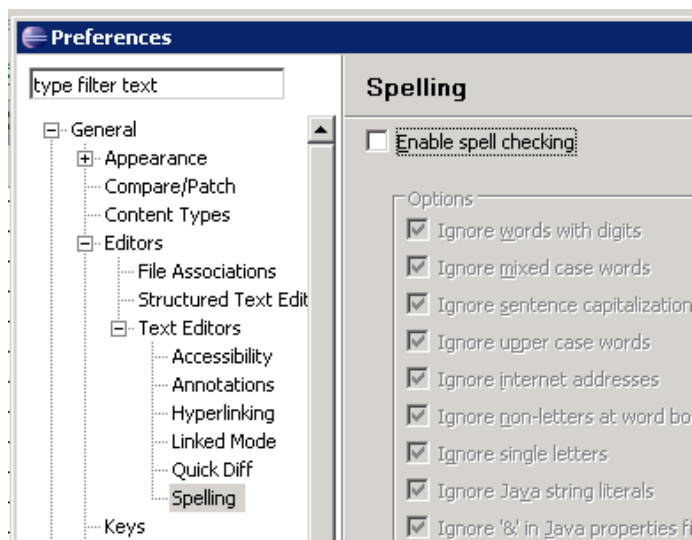 Preferences
type filter text
General
Appearance
Compare/Patch
Content Types
Editors
File Associations
Structured Text Edit
Text Editors
Accessibility
Annotations
Hyperlinking
Linked Mode
Quick Diff
Spelling
Keys
Spelling
Enable spell checking
Options
Ignore words with digits
Ignore mixed case words
Ignore sentence capitalization
Ignore upper case words
Ignore internet addresses
Ignore non-letters at word bo
Ignore single letters
Ignore Java string literals
Ignore '&' in Java properties fi